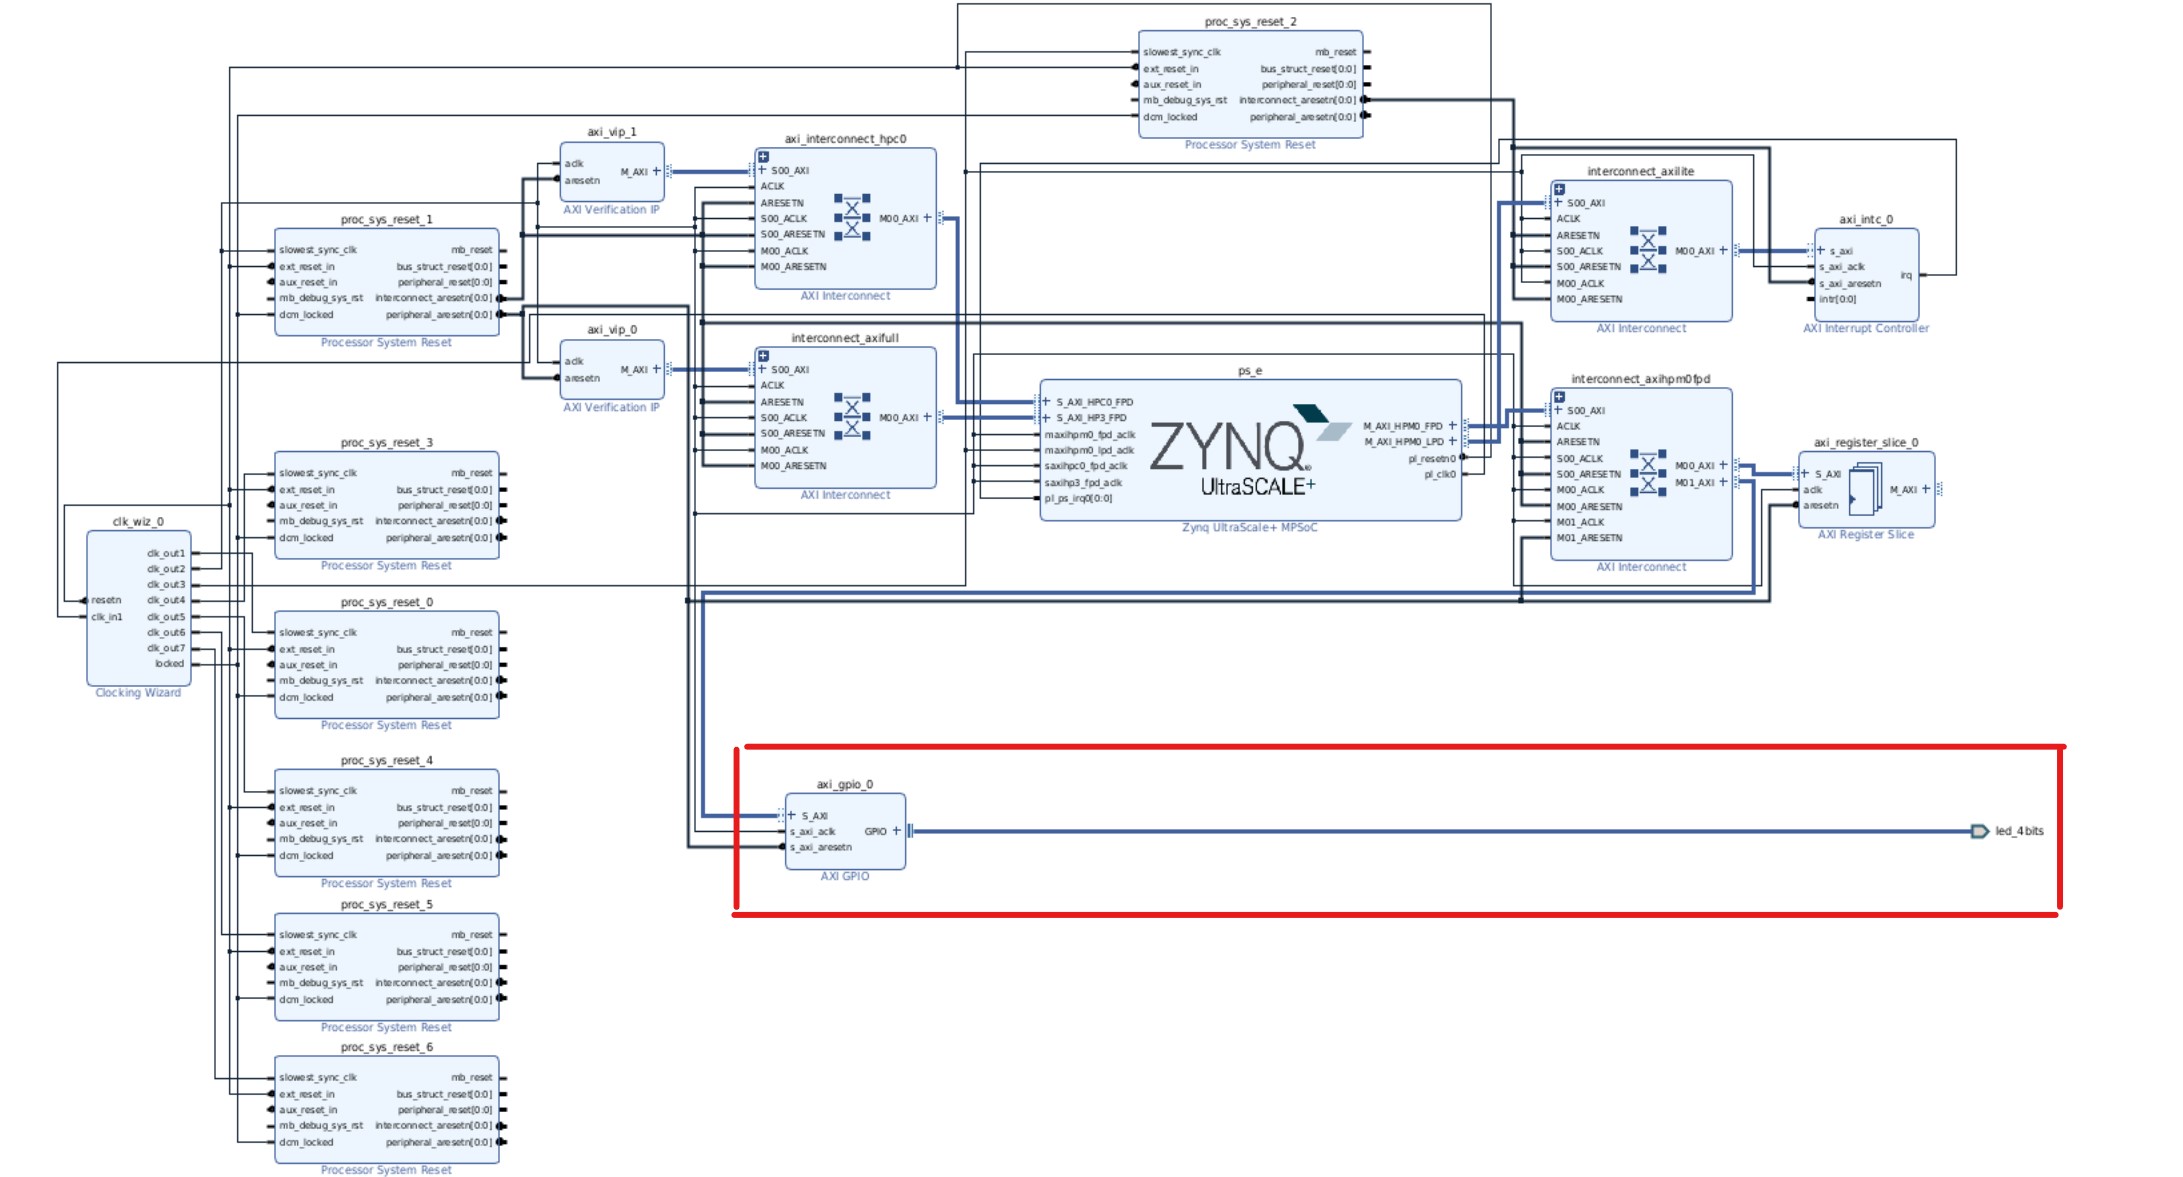 proc_sys_reset_2
slowest_sync_clk mb_reset
ext_reset_in bus_struct_reset[0:0]
aux_reset_in peripheral_reset[0:0]
mb_debug_sys_rst interconnect_aresetn[0:0]
dcm_locked peripheral_aresetn[0:0]
Processor System Reset
axi_vip_1
aclk
M_AXI
aresetn
AXI Verification IP
axi_interconnect_hpc0
S00_AXI
ACLK
ARESETN
S00_ACLK M00_AXI
S00_ARESETN
M00_ACLK
M00_ARESETN
AXI Interconnect
interconnect_axilite
S00_AXI
ACLK
ARESETN
S00_ACLK M00_AXI
S00_ARESETN
M00_ACLK
M00_ARESETN
AXI Interconnect
axi_intc_0
s_axi
s_axi_aclk
irq
s_axi_aresetn
intr[0:0]
AXI Interrupt Controller
proc_sys_reset_1
slowest_sync_clk mb_reset
ext_reset_in bus_struct_reset[0:0]
aux_reset_in peripheral_reset[0:0]
mb_debug_sys_rst interconnect_aresetn[0:0]
dcm_locked peripheral_aresetn[0:0]
Processor System Reset
axi_vip_0
aclk
M_AXI
aresetn
AXI Verification IP
interconnect_axifull
S00_AXI
ACLK
ARESETN
S00_ACLK M00_AXI
S00_ARESETN
M00_ACLK
M00_ARESETN
AXI Interconnect
ps_e
S_AXI_HPC0_FPD
S_AXI_HP3_FPD
maxihpm0_fpd_aclk
maxihpm0_lpd_aclk
saxihpc0_fpd_aclk
saxihp3_fpd_aclk
pl_ps_irq0[0:0]
ZYNQ
UltraSCALE+
M_AXI_HPM0_FPD
M_AXI_HPM0_LPD
pl_resetn0
pl_clk0
Zynq UltraScale+ MPSoC
interconnect_axihpm0fpd
S00_AXI
ACLK
ARESETN
S00_ACLK M00_AXI
S00_ARESETN M01_AXI
M00_ACLK
M00_ARESETN
M01_ACLK
M01_ARESETN
AXI Interconnect
axi_register_slice_0
S_AXI
aclk M_AXI
aresetn
AXI Register Slice
proc_sys_reset_3
slowest_sync_clk mb_reset
ext_reset_in bus_struct_reset[0:0]
aux_reset_in peripheral_reset[0:0]
mb_debug_sys_rst interconnect_aresetn[0:0]
dcm_locked peripheral_aresetn[0:0]
Processor System Reset
clk_wiz_0
clk_out1
clk_out2
clk_out3
resetn clk_out4
clk_in1 clk_out5
clk_out6
clk_out7
locked
Clocking Wizard
proc_sys_reset_0
slowest_sync_clk mb_reset
ext_reset_in bus_struct_reset[0:0]
aux_reset_in peripheral_reset[0:0]
mb_debug_sys_rst interconnect_aresetn[0:0]
dcm_locked peripheral_aresetn[0:0]
Processor System Reset
proc_sys_reset_4
slowest_sync_clk mb_reset
ext_reset_in bus_struct_reset[0:0]
aux_reset_in peripheral_reset[0:0]
mb_debug_sys_rst interconnect_aresetn[0:0]
dcm_locked peripheral_aresetn[0:0]
Processor System Reset
axi_gpio_0
S_AXI
s_axi_aclk GPIO
s_axi_aresetn
AXI GPIO
led_4bits
proc_sys_reset_5
slowest_sync_clk mb_reset
ext_reset_in bus_struct_reset[0:0]
aux_reset_in peripheral_reset[0:0]
mb_debug_sys_rst interconnect_aresetn[0:0]
dcm_locked peripheral_aresetn[0:0]
Processor System Reset
proc_sys_reset_6
slowest_sync_clk mb_reset
ext_reset_in bus_struct_reset[0:0]
aux_reset_in peripheral_reset[0:0]
mb_debug_sys_rst interconnect_aresetn[0:0]
dcm_locked peripheral_aresetn[0:0]
Processor System Reset